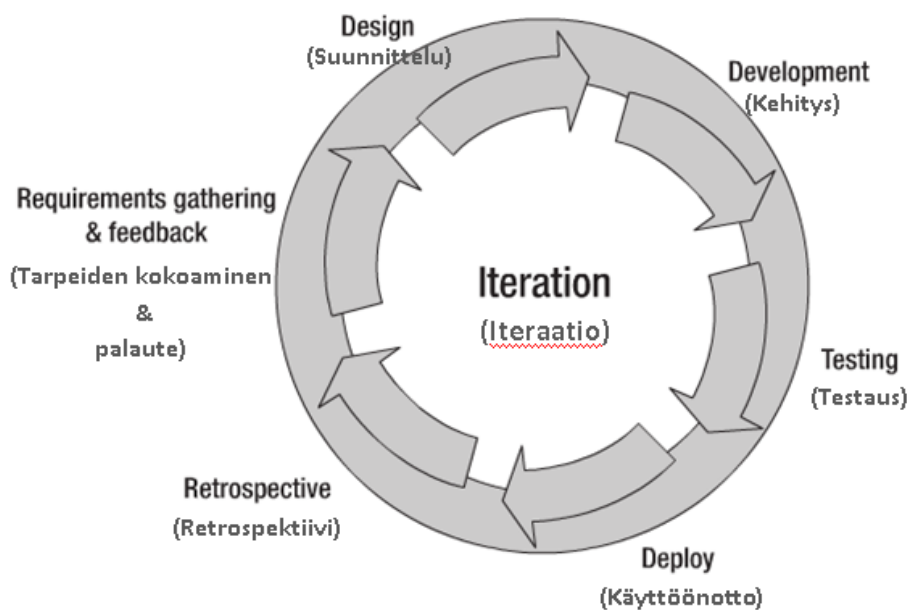 Design
(Suunnittelu)
Development
(Kehitys)
Requirements gathering
& feedback
(Tarpeiden kokoaminen
&
palaute)
Iteration
(Iteraatio)
Testing
(Testaus)
Retrospective
(Retrospektiivi)
Deploy
(Käyttöönotto)